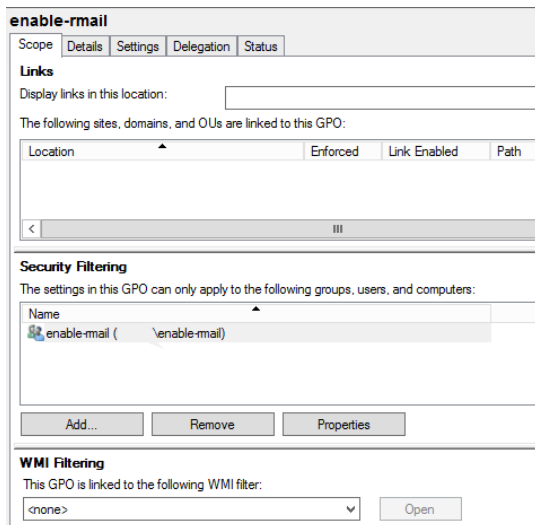 enable-rmail
Scope Details Settings Delegation Status
Links
Display links in this location:
The following sites, domains, and OUs are linked to this GPO:
Location Enforced Link Enabled Path
Security Filtering
The settings in this GPO can only apply to the following groups, users, and computers:
Name
enable-rmail ( \enable-rmail)
Add... Remove Properties
WMI Filtering
This GPO is linked to the following WMI filter:
<none> Open